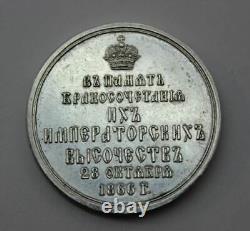 ВЪ ПАМЯТЬ
БРАКОСОЧЕТАНІЯ
ИХЪ
ИМПЕРАТОРСКИХЪ
ВЫСОЧЕСТВЪ
28 ОКТЯБРЯ
1866 Г.